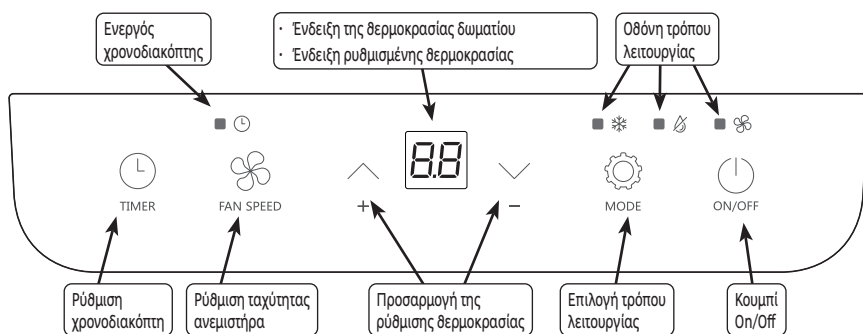 Ενεργός
χρονοδιακόπτης
· Ένδειξη της θερμοκρασίας δωματίου
· Ένδειξη ρυθμισμένης θερμοκρασίας
Οθόνη τρόπου
λειτουργίας
8.8
TIMER
FAN SPEED
+
–
MODE
ON/OFF
Ρύθμιση
χρονοδιακόπτη
Ρύθμιση ταχύτητας
ανεμιστήρα
Προσαρμογή της
ρύθμισης θερμοκρασίας
Επιλογή τρόπου
λειτουργίας
Κουμπί
On/Off